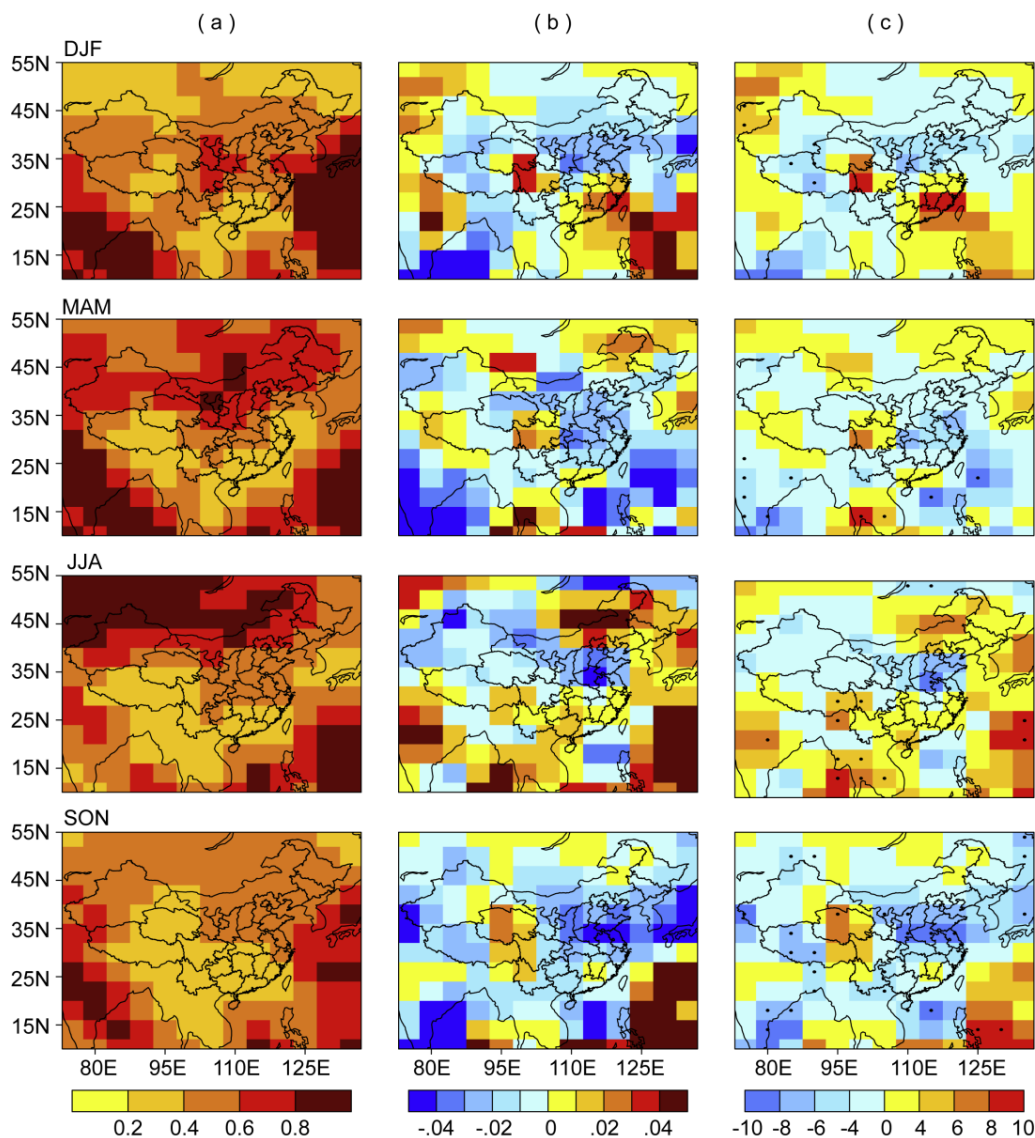 ( a ) ( b ) ( c )
DJF
55N
45N
35N
25N
15N
MAM
55N
45N
35N
25N
15N
JJA
55N
45N
35N
25N
15N
SON
55N
45N
35N
25N
15N
80E 95E 110E 125E 80E 95E 110E 125E 80E 95E 110E 125E
0.2 0.4 0.6 0.8 -.04 -.02 0 .02 .04 -10 -6 -4 0 4 6 8 10